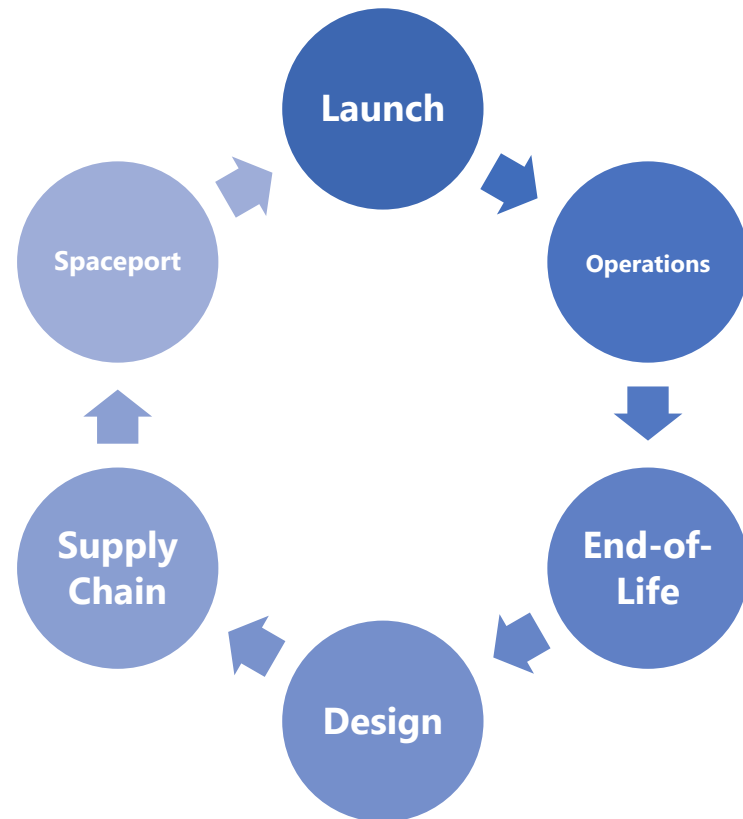 Launch
Operations
End-of-
Life
Design
Supply
Chain
Spaceport